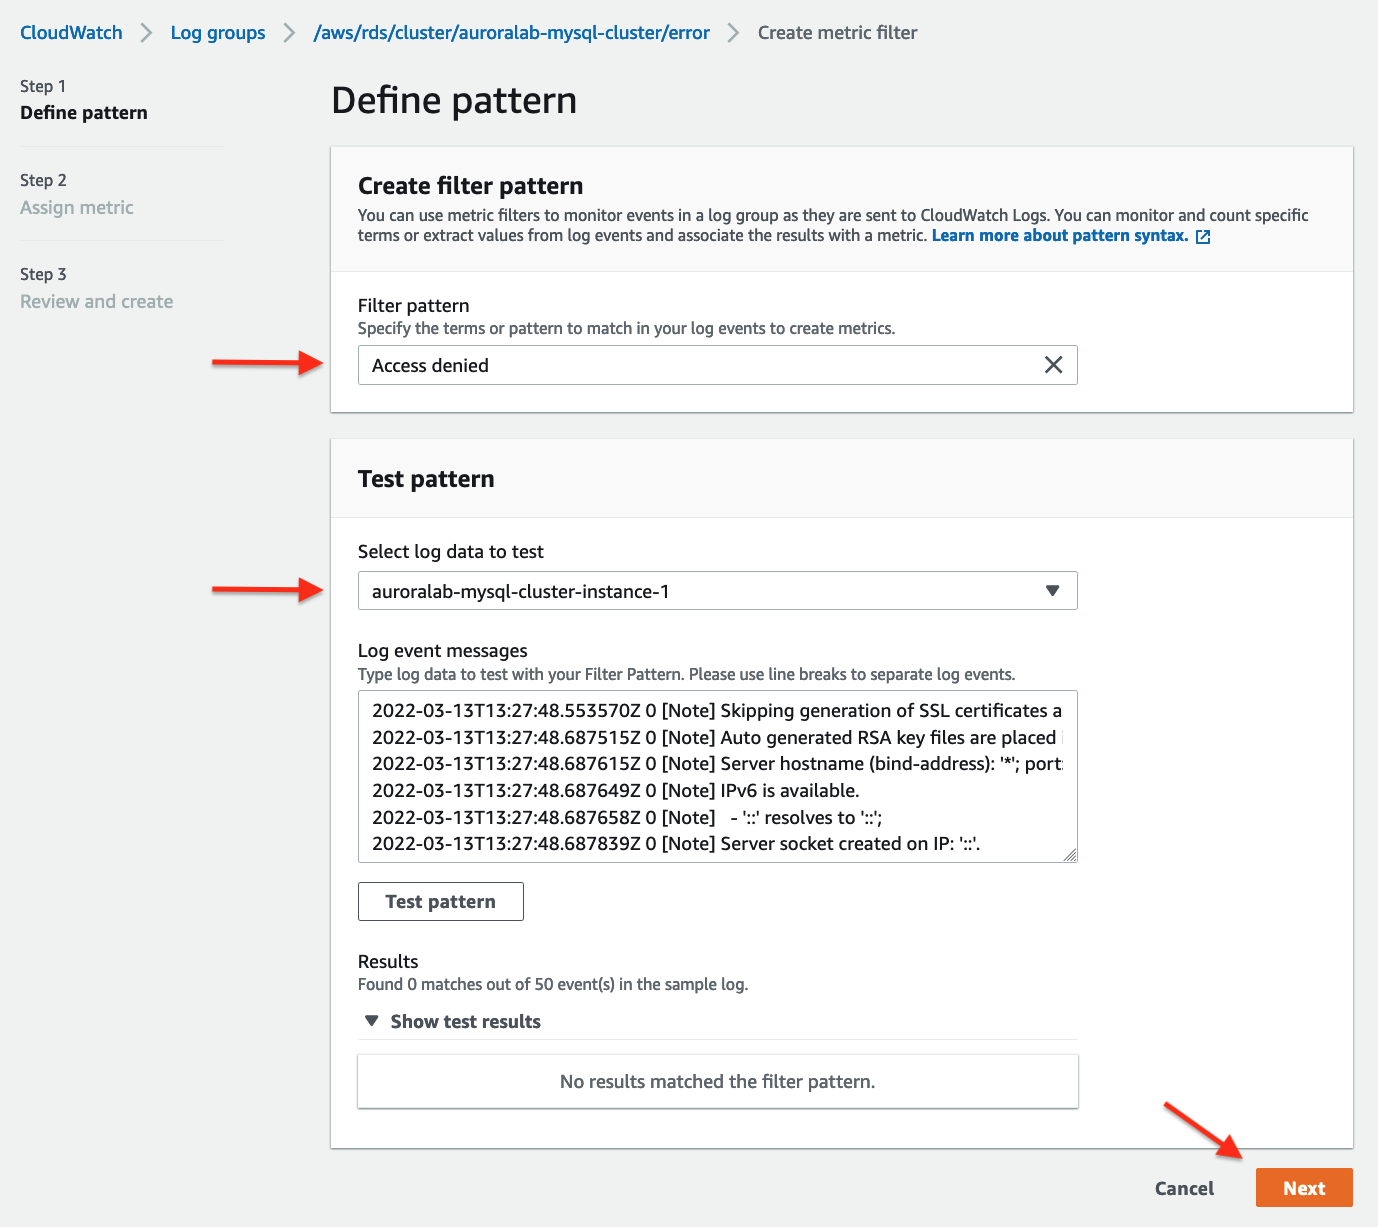 CloudWatch > Log groups > /aws/rds/cluster/auroralab-mysql-cluster/error > Create metric filter
Step 1
Define pattern
Step 2
Assign metric
Step 3
Review and create
Define pattern
Create filter pattern
You can use metric filters to monitor events in a log group as they are sent to CloudWatch Logs. You can monitor and count specific
terms or extract values from log events and associate the results with a metric. Learn more about pattern syntax.
Filter pattern
Specify the terms or pattern to match in your log events to create metrics.
Access denied
Test pattern
Select log data to test
auroralab-mysql-cluster-instance-1
Log event messages
Type log data to test with your Filter Pattern. Please use line breaks to separate log events.
2022-03-13T13:27:48.553570Z 0 [Note] Skipping generation of SSL certificates a
2022-03-13T13:27:48.687515Z 0 [Note] Auto generated RSA key files are placed i
2022-03-13T13:27:48.687615Z 0 [Note] Server hostname (bind-address): '*'; port:
2022-03-13T13:27:48.687649Z 0 [Note] IPv6 is available.
2022-03-13T13:27:48.687658Z 0 [Note]   - '::' resolves to '::';
2022-03-13T13:27:48.687839Z 0 [Note] Server socket created on IP: '::'.
Test pattern
Results
Found 0 matches out of 50 event(s) in the sample log.
Show test results
No results matched the filter pattern.
Cancel
Next